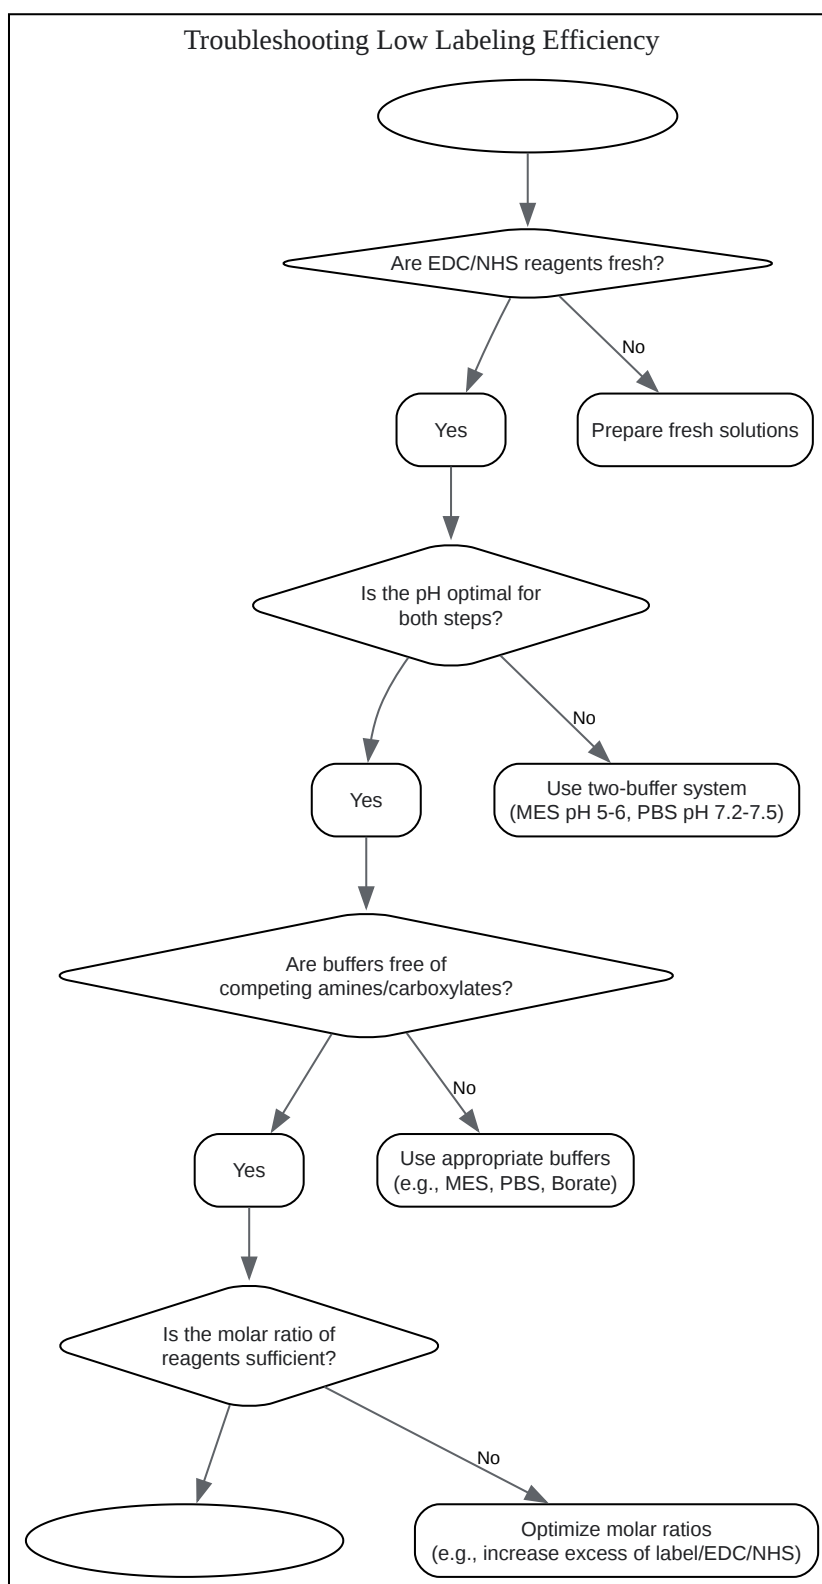 Troubleshooting Low Labeling Efficiency
Are EDC/NHS reagents fresh?
No
Yes
Prepare fresh solutions
Is the pH optimal for
both steps?
No
Yes
Use two-buffer system
(MES pH 5-6, PBS pH 7.2-7.5)
Are buffers free of
competing amines/carboxylates?
No
Yes
Use appropriate buffers
(e.g., MES, PBS, Borate)
Is the molar ratio of
reagents sufficient?
No
Optimize molar ratios
(e.g., increase excess of label/EDC/NHS)